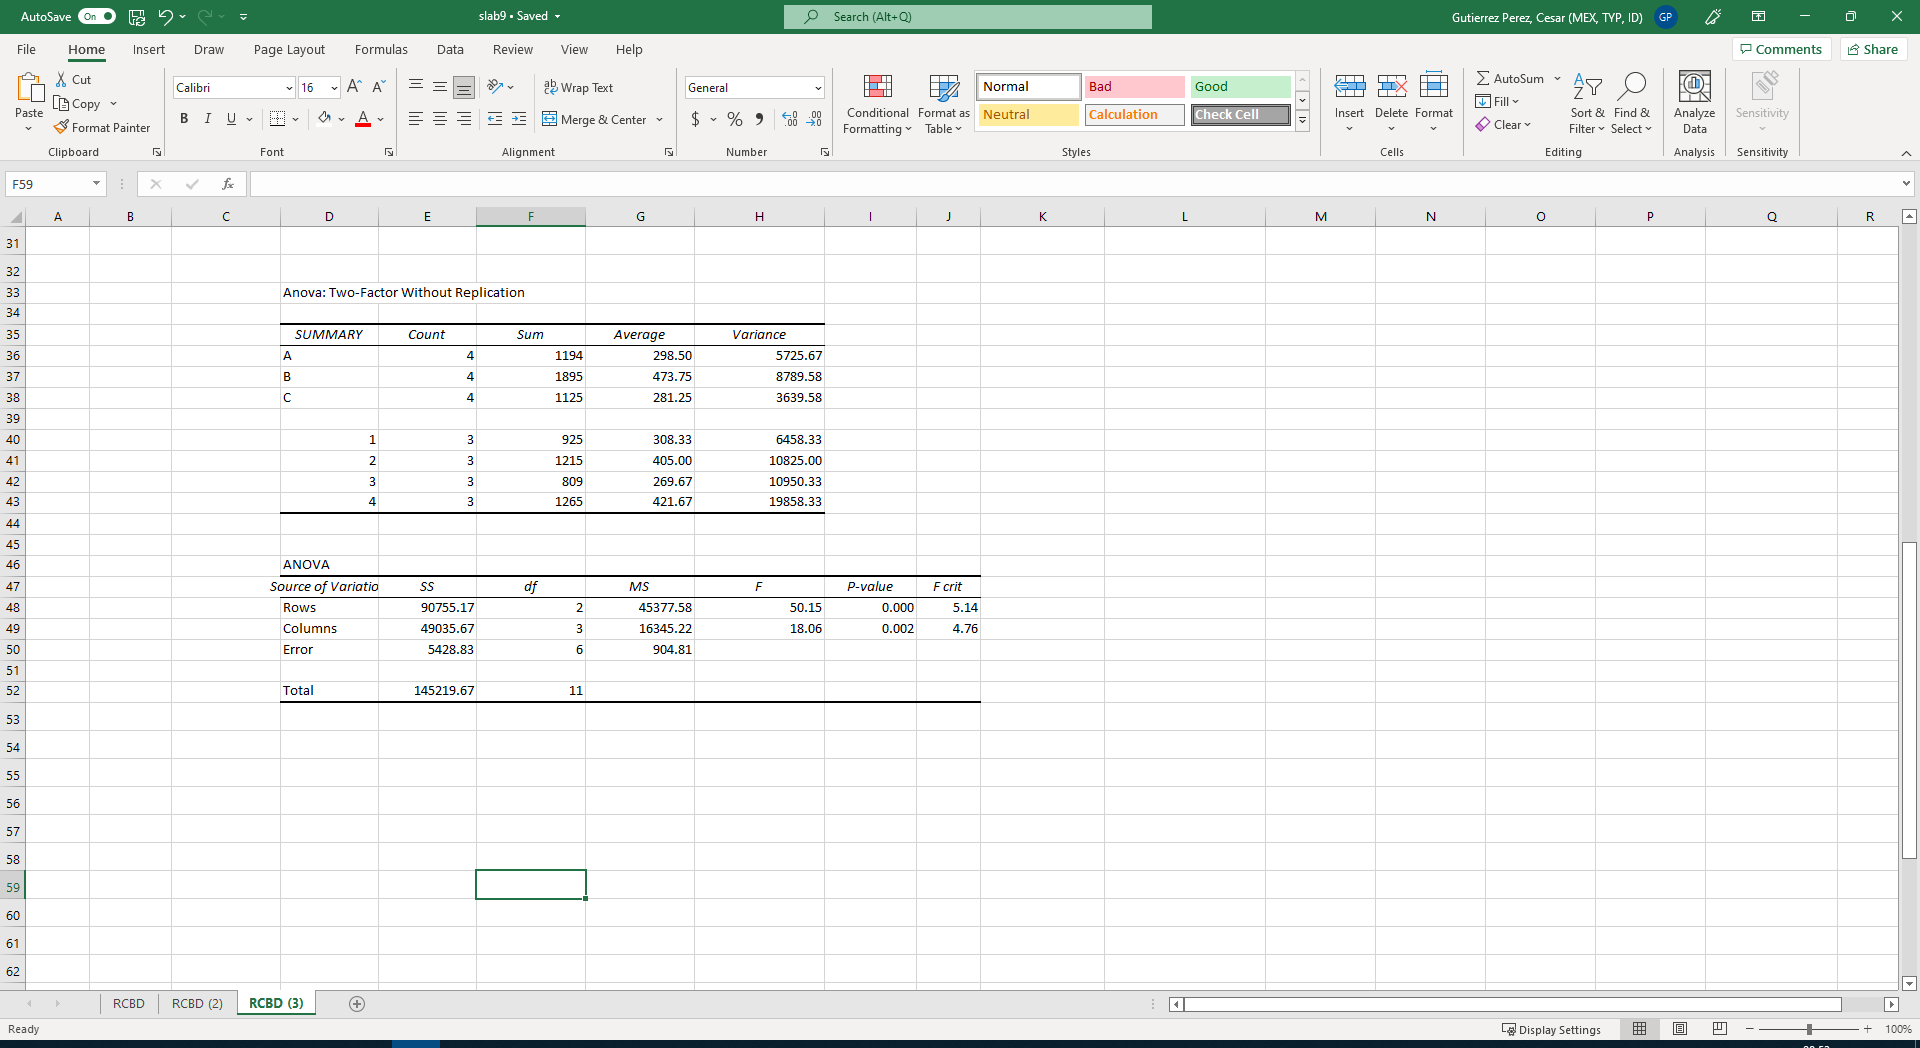 AutoSave On slab9 • Saved Search (Alt+Q) Gutierrez Perez, Cesar (MEX, TYP, ID) GP
File Home Insert Draw Page Layout Formulas Data Review View Help Comments Share
Paste Cut Copy Format Painter Clipboard
Calibri 16 A A B I U A Font
ab Wrap Text Merge & Center Alignment
General $ % 9 .00 Number
Conditional Formatting Format as Table Normal Bad Good Neutral Calculation Check Cell Styles
Insert Delete Format Cells
AutoSum Fill Clear Sort & Filter Find & Select Editing
Analyze Data Analysis
Sensitivity Sensitivity
F59 fx
A B C D E F G H I J K L M N O P Q R
31
32
33 Anova: Two-Factor Without Replication
34
35 SUMMARY Count Sum Average Variance
36 A 4 1194 298.50 5725.67
37 B 4 1895 473.75 8789.58
38 C 4 1125 281.25 3639.58
39
40 1 3 925 308.33 6458.33
41 2 3 1215 405.00 10825.00
42 3 3 809 269.67 10950.33
43 4 3 1265 421.67 19858.33
44
45
46 ANOVA
47 Source of Variatio SS df MS F P-value F crit
48 Rows 90755.17 2 45377.58 50.15 0.000 5.14
49 Columns 49035.67 3 16345.22 18.06 0.002 4.76
50 Error 5428.83 6 904.81
51
52 Total 145219.67 11
53
54
55
56
57
58
59
60
61
62
RCBD RCBD (2) RCBD (3)
Ready Display Settings 100%